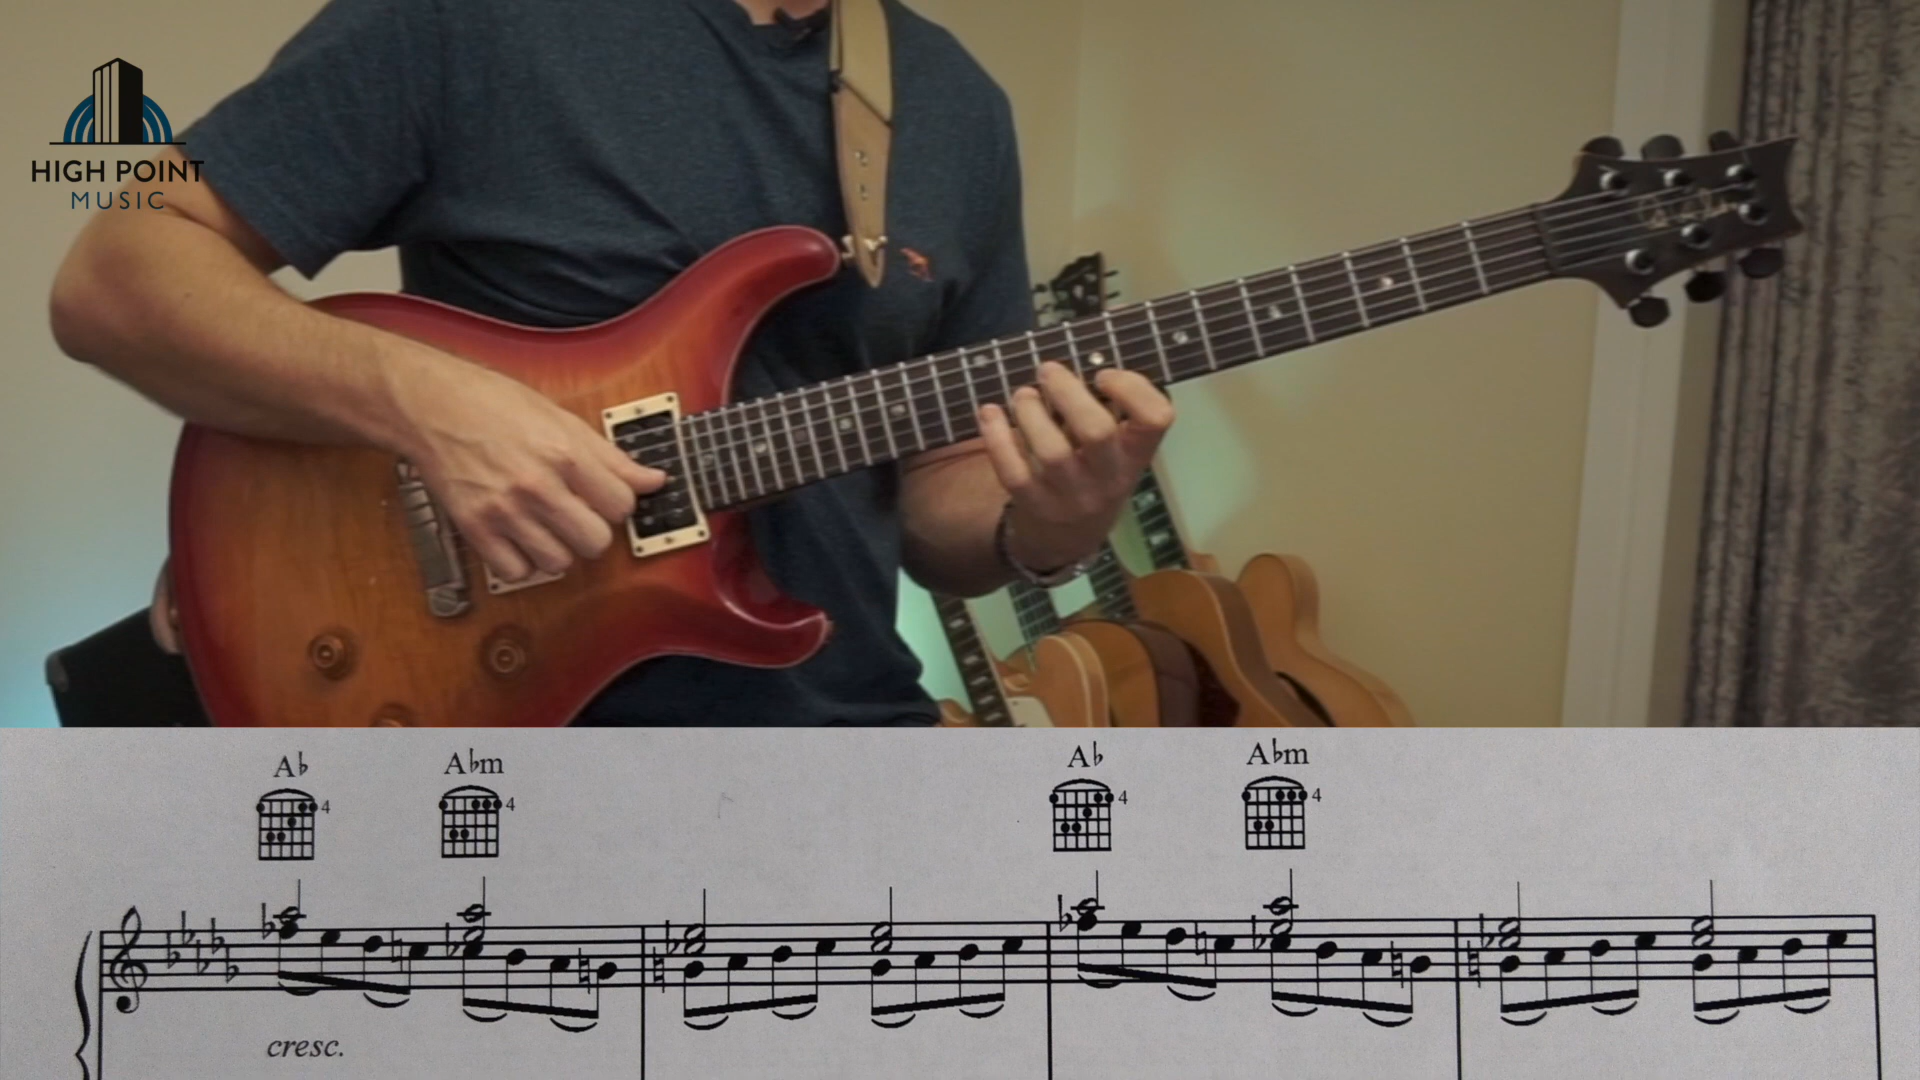 HIGH POINT
MUSIC
A♭ A♭m A♭ A♭m
4 4 4 4
cresc.